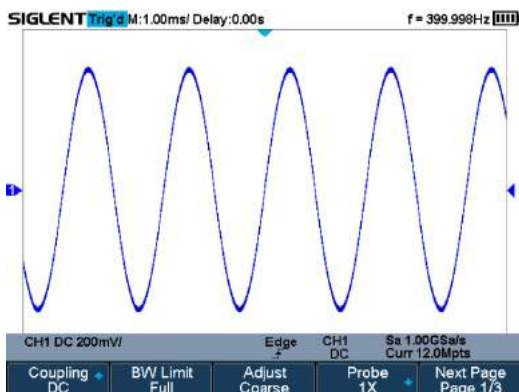 SIGLENT Trig'd M:1.00ms/ Delay:0.00s f = 399.998Hz
1
CH1 DC 200mV/ Edge CH1 Sa 1.00GSa/s
DC Curr 12.0Mpts
Coupling BW Limit Adjust Probe Next Page
DC Full Coarse 1X Page 1/3